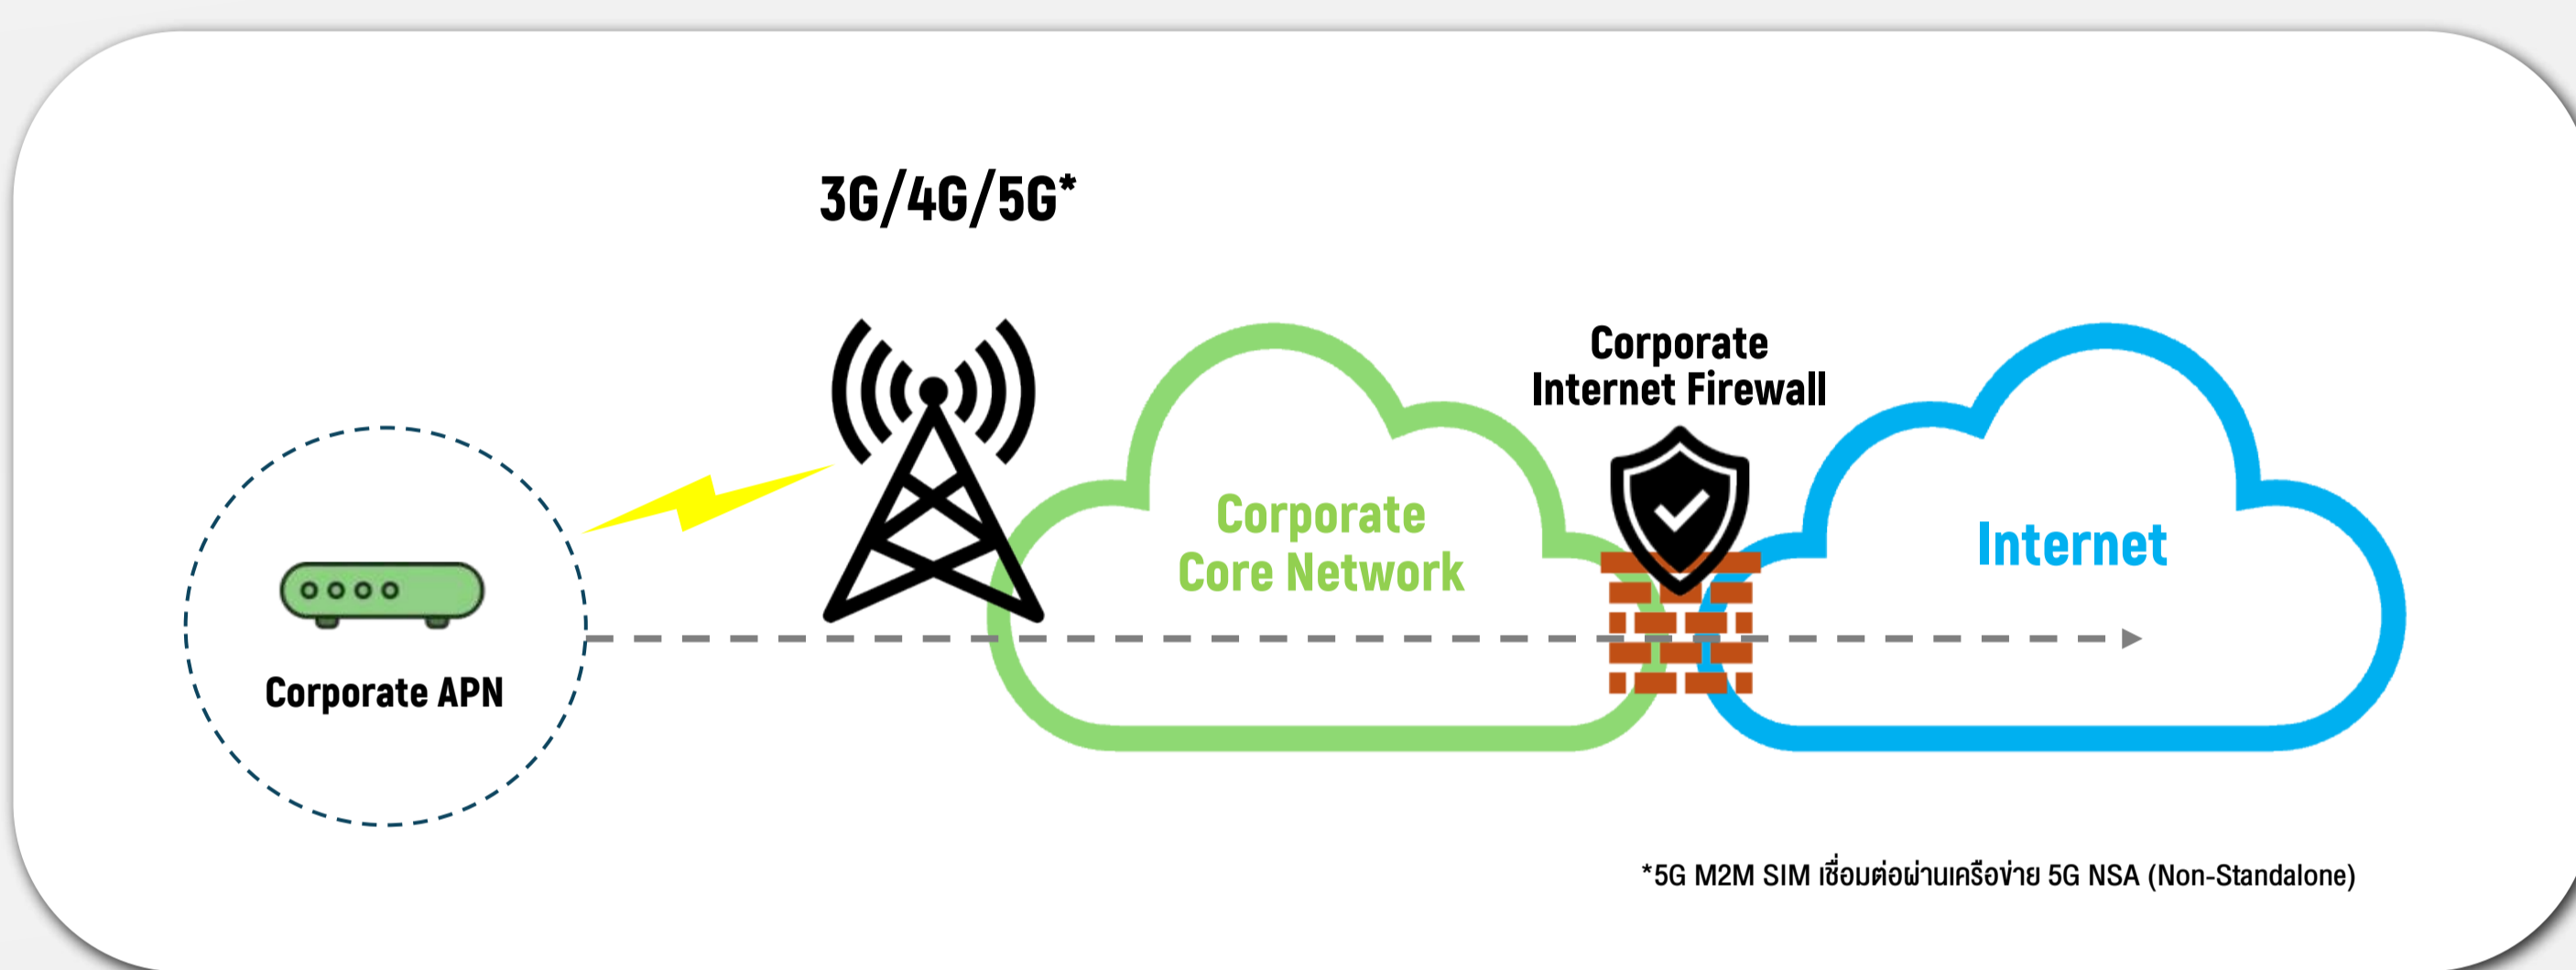 3G/4G/5G*
Corporate
Internet Firewall
Corporate
Core Network
Internet
Corporate APN
*5G M2M SIM เชื่อมต่อผ่านเครือข่าย 5G NSA (Non-Standalone)